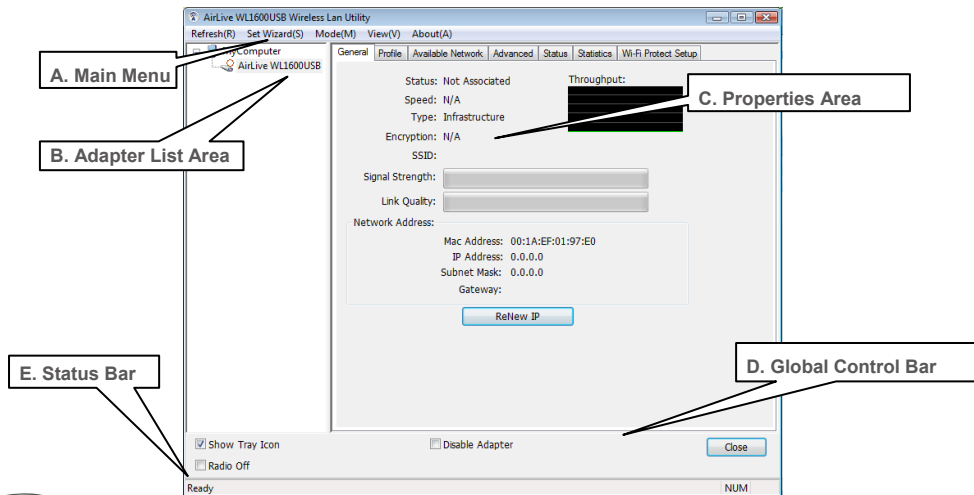 AirLive WL1600USB Wireless Lan Utility
Refresh(R) Set Wizard(S) Mode(M) View(V) About(A)
MyComputer
AirLive WL1600USB
General Profile Available Network Advanced Status Statistics Wi-Fi Protect Setup
A. Main Menu
B. Adapter List Area
Status: Not Associated
Throughput:
Speed: N/A
Type: Infrastructure
Encryption: N/A
SSID:
C. Properties Area
Signal Strength:
Link Quality:
Network Address:
Mac Address: 00:1A:EF:01:97:E0
IP Address: 0.0.0.0
Subnet Mask: 0.0.0.0
Gateway:
ReNew IP
E. Status Bar
D. Global Control Bar
Show Tray Icon
Disable Adapter
Close
Radio Off
Ready
NUM